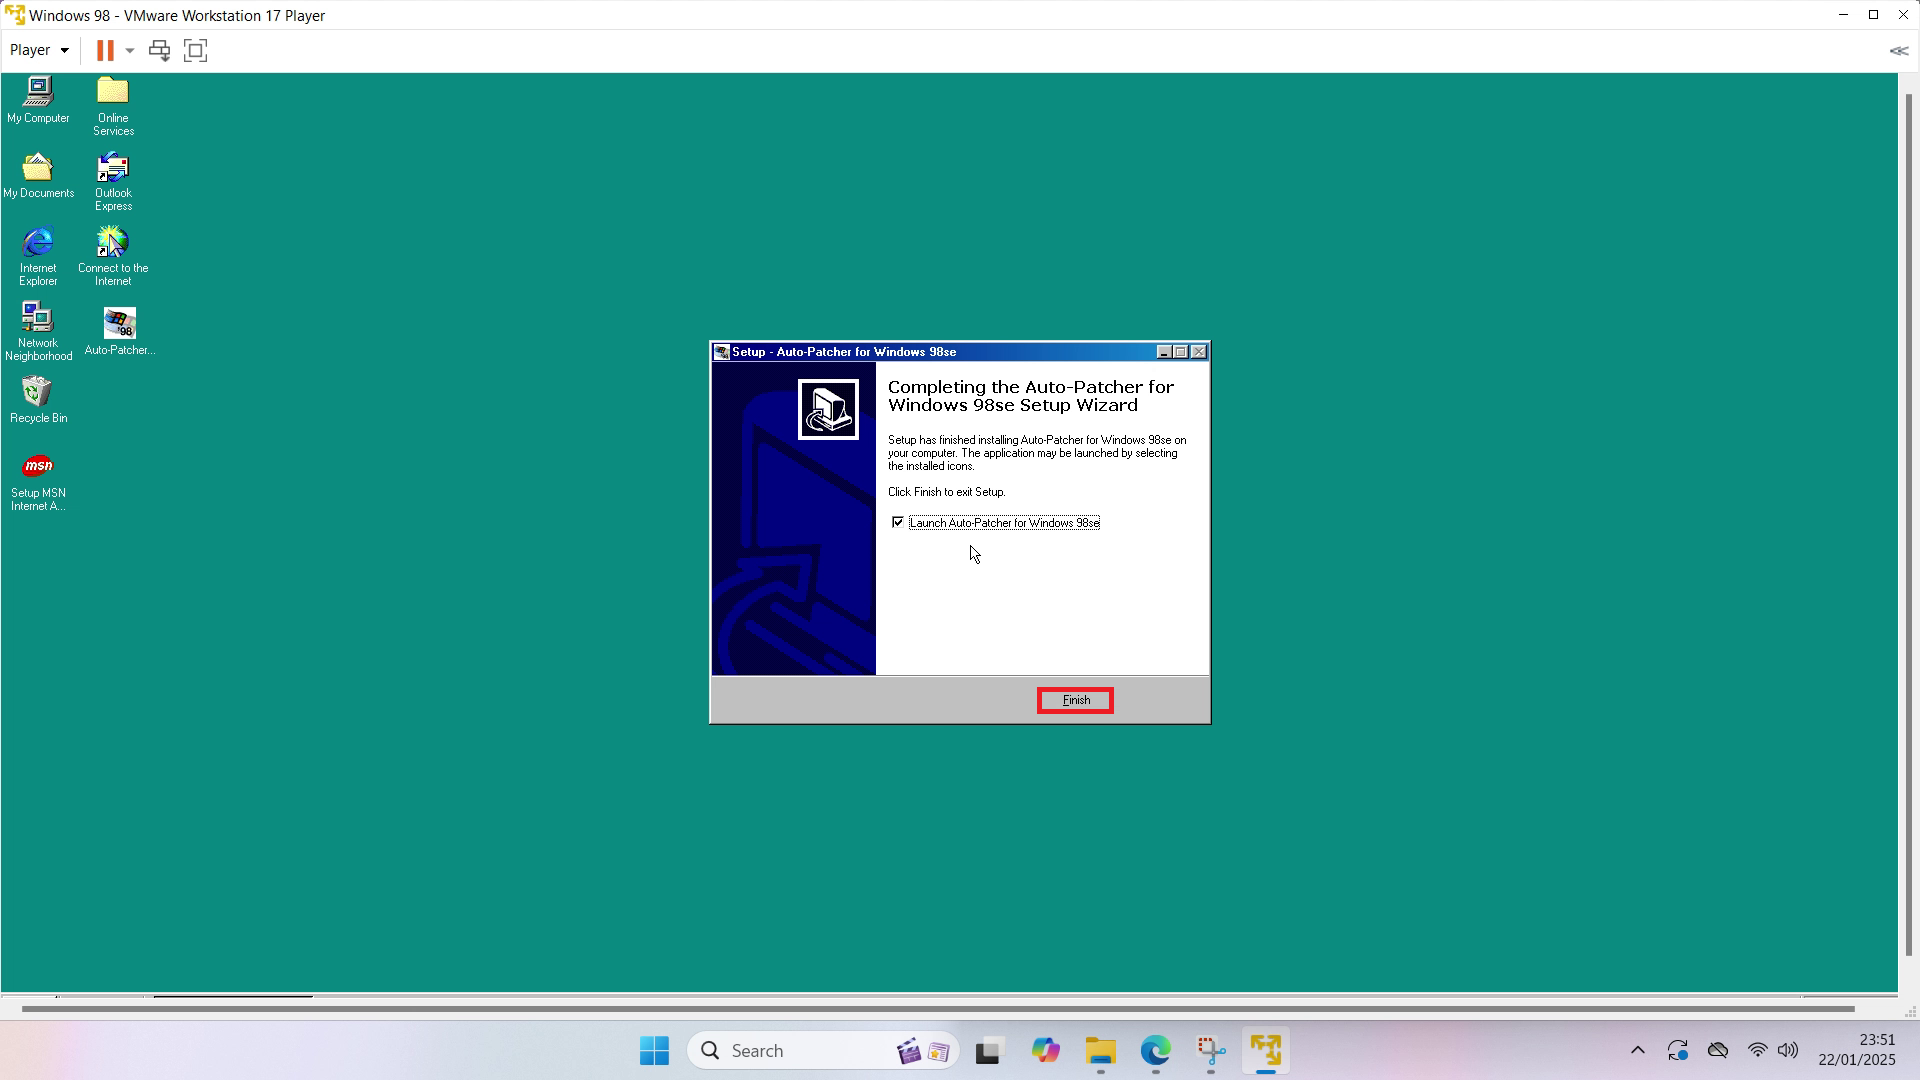 Windows 98 - VMware Workstation 17 Player
Player
My Computer
Online
Services
My Documents
Outlook
Express
Internet
Explorer
Connect to the
Internet
Network
Neighborhood
'98
Auto-Patcher...
Recycle Bin
msn
Setup MSN
Internet A...
Setup - Auto-Patcher for Windows 98se
Completing the Auto-Patcher for
Windows 98se Setup Wizard
Setup has finished installing Auto-Patcher for Windows 98se on
your computer. The application may be launched by selecting
the installed icons.
Click Finish to exit Setup.
Launch Auto-Patcher for Windows 98se
Finish
Search
23:51
22/01/2025